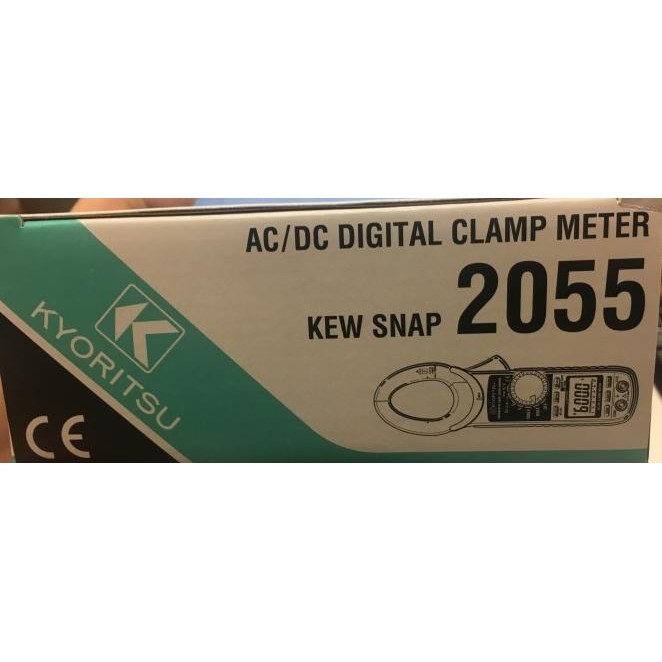 AC/DC DIGITAL CLAMP METER
KEW SNAP 2055
KYORITSU
CE